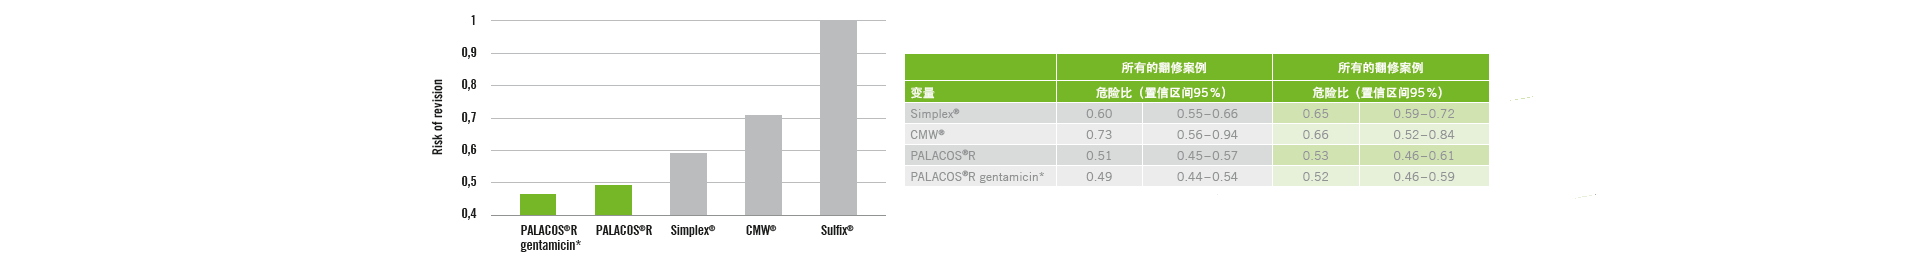 Risk of revision
1
0,9
0,8
0,7
0,6
0,5
0,4
PALACOS®R gentamicin*
PALACOS®R
Simplex®
CMW®
Sulfix®
所有的翻修案例 所有的翻修案例
变量 危险比（置信区间95%） 危险比（置信区间95%）
Simplex® 0.60 0.55–0.66 0.65 0.59–0.72
CMW® 0.73 0.56–0.94 0.66 0.52–0.84
PALACOS®R 0.51 0.45–0.57 0.53 0.46–0.61
PALACOS®R gentamicin* 0.49 0.44–0.54 0.52 0.46–0.59